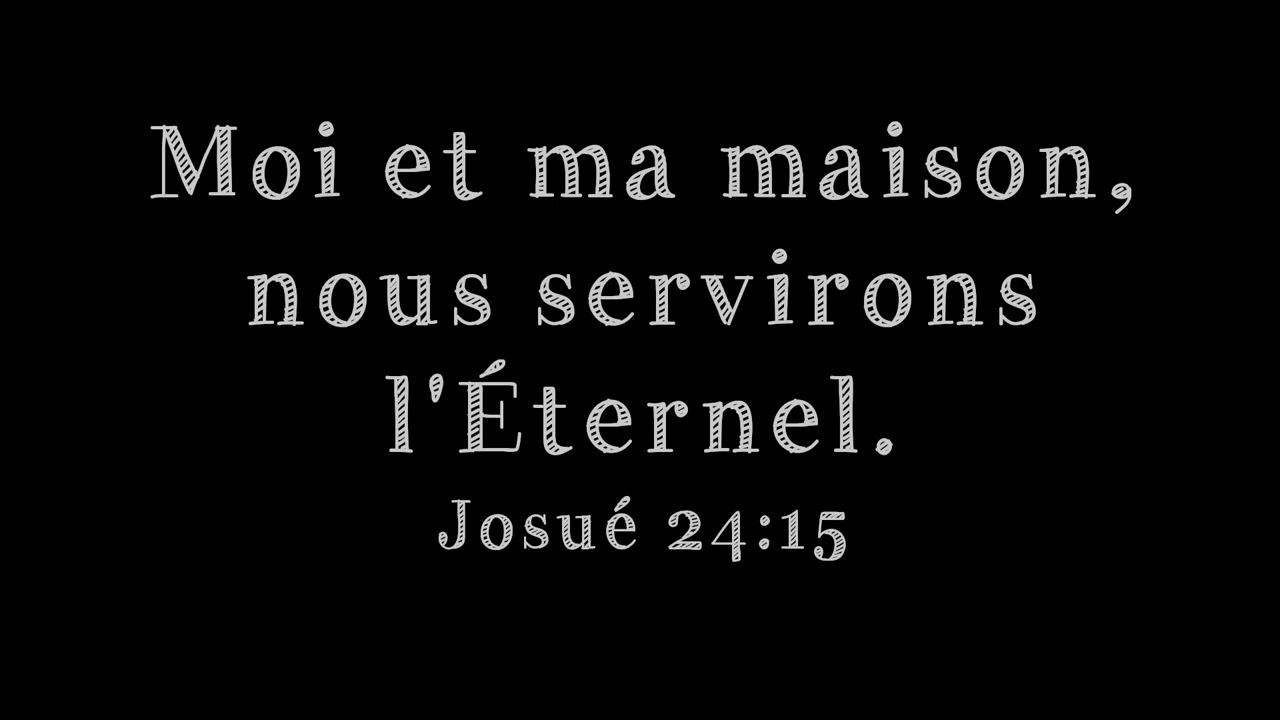 Moi et ma maison,
nous servirons
l'Éternel.
Josué 24:15